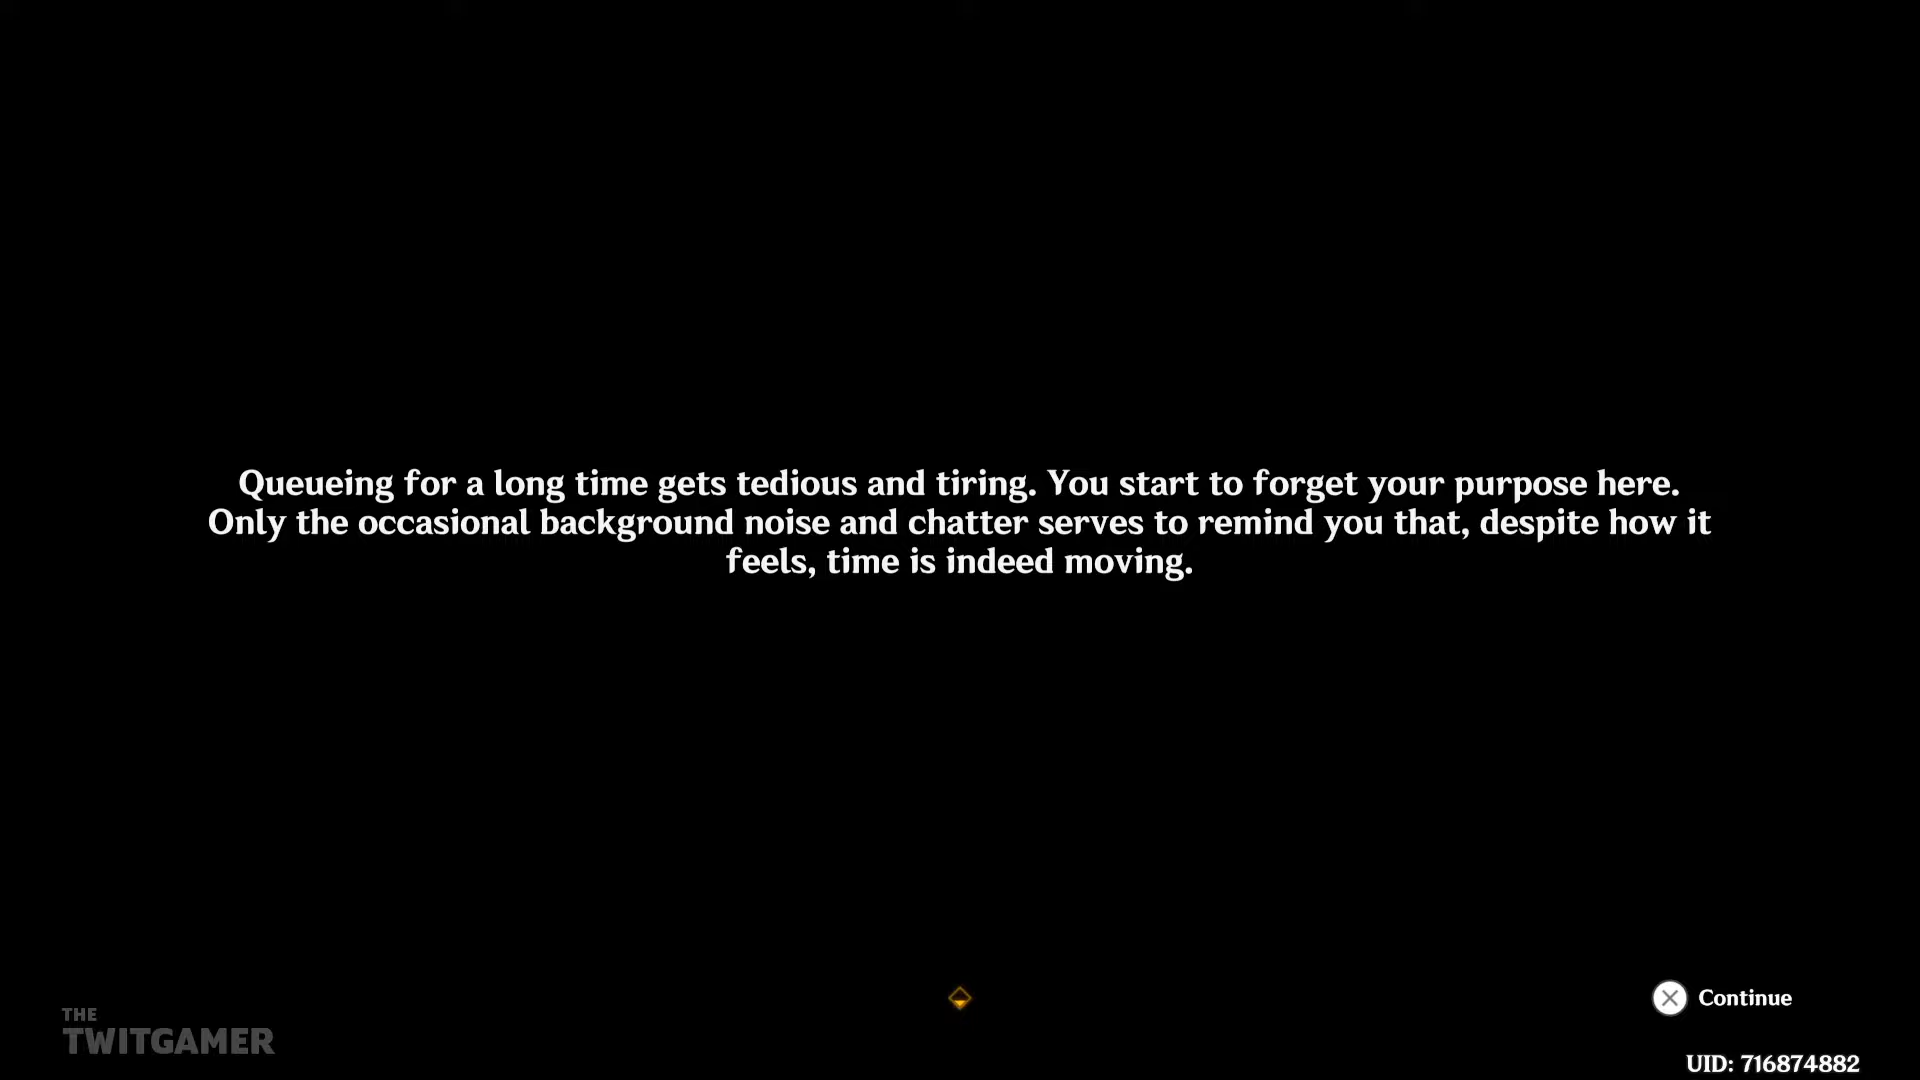 Queueing for a long time gets tedious and tiring. You start to forget your purpose here.
Only the occasional background noise and chatter serves to remind you that, despite how it
feels, time is indeed moving.
Continue
THE
TWITGAMER
UID: 716874882